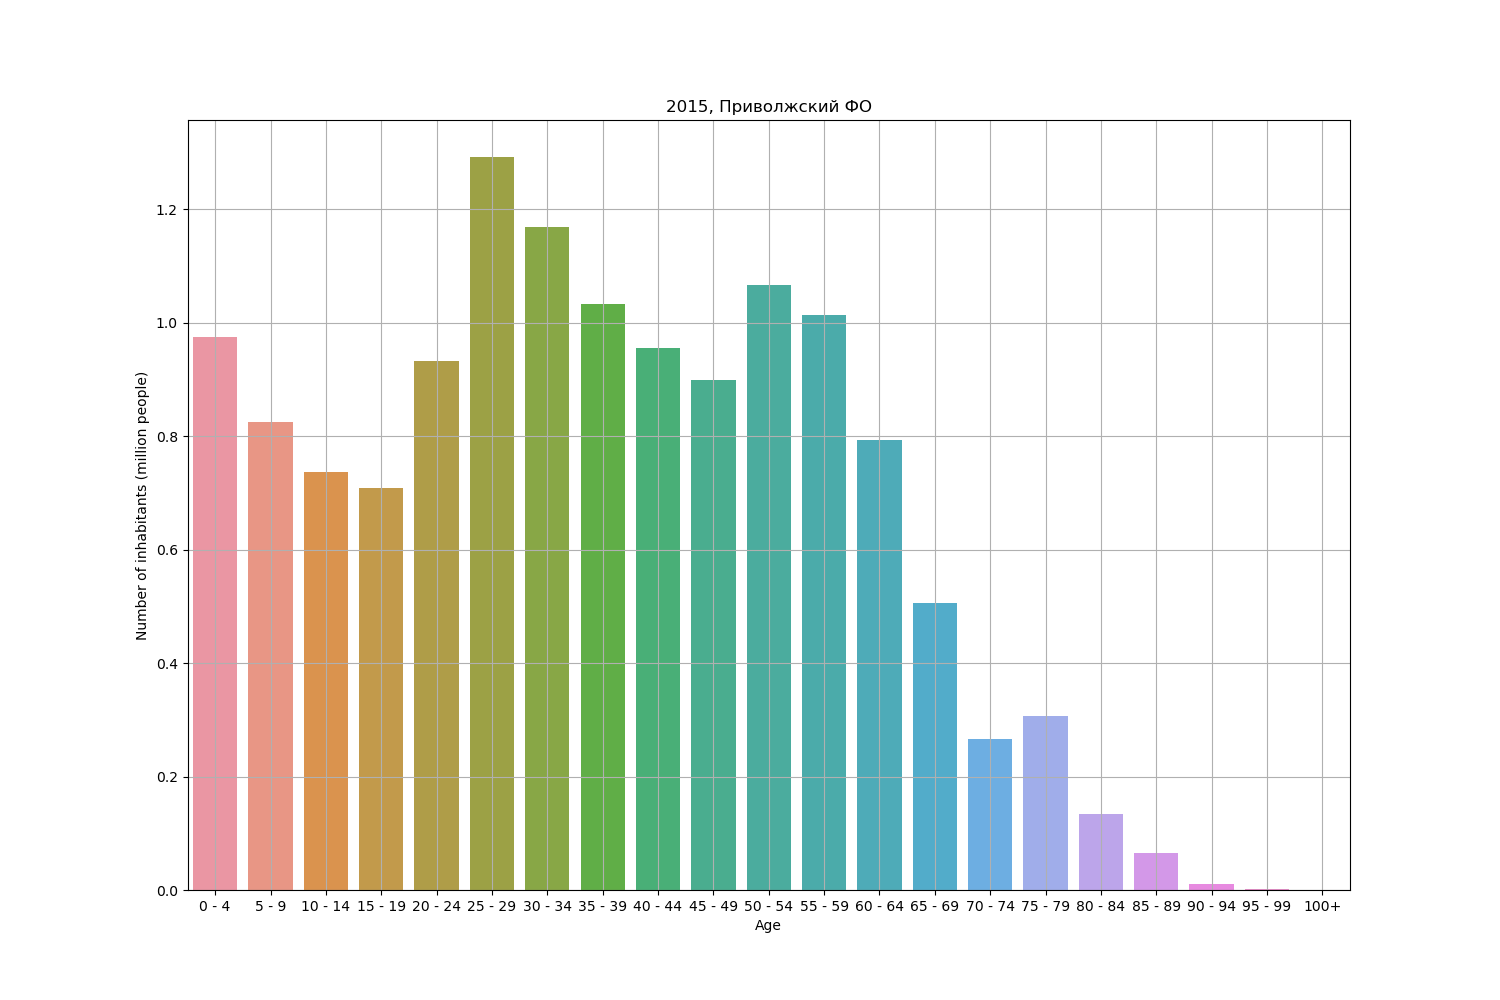 2015, Приволжский ФО
Number of inhabitants (million people)
1.2
1.0
0.8
0.6
0.4
0.2
0.0
0 - 4 5 - 9 10 - 14 15 - 19 20 - 24 25 - 29 30 - 34 35 - 39 40 - 44 45 - 49 50 - 54 55 - 59 60 - 64 65 - 69 70 - 74 75 - 79 80 - 84 85 - 89 90 - 94 95 - 99 100+
Age